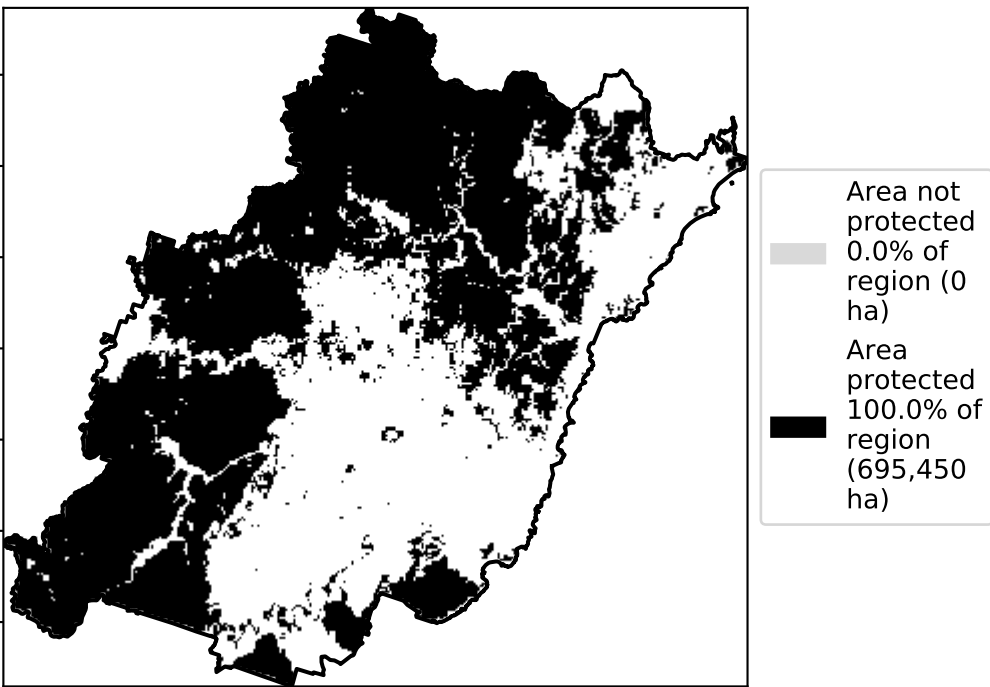 Area not
protected
0.0% of
region (0
ha)
Area
protected
100.0% of
region
(695,450
ha)